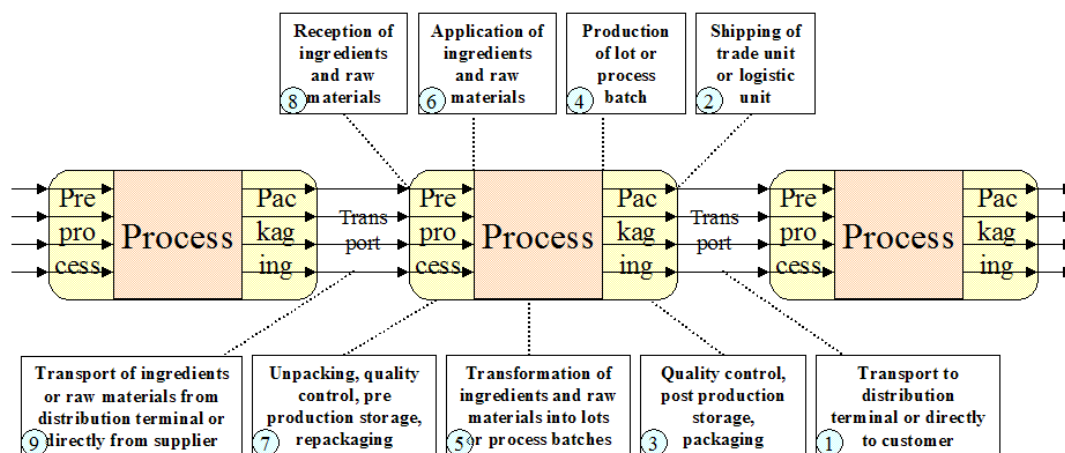 Reception of
ingredients
and raw
materials
8
Application of
ingredients
and raw
materials
6
Production
of lot or
process
batch
4
Shipping of
trade unit
or logistic
unit
2
Pre
pro
cess
Process
Pac
kag
ing
Trans
port
Pre
pro
cess
Process
Pac
kag
ing
Trans
port
Pre
pro
cess
Process
Pac
kag
ing
Transport of ingredients
or raw materials from
distribution terminal or
directly from supplier
9
Unpacking, quality
control, pre
production storage,
repackaging
7
Transformation of
ingredients and raw
materials into lots
or process batches
5
Quality control,
post production
storage,
packaging
3
Transport to
distribution
terminal or directly
to customer
1